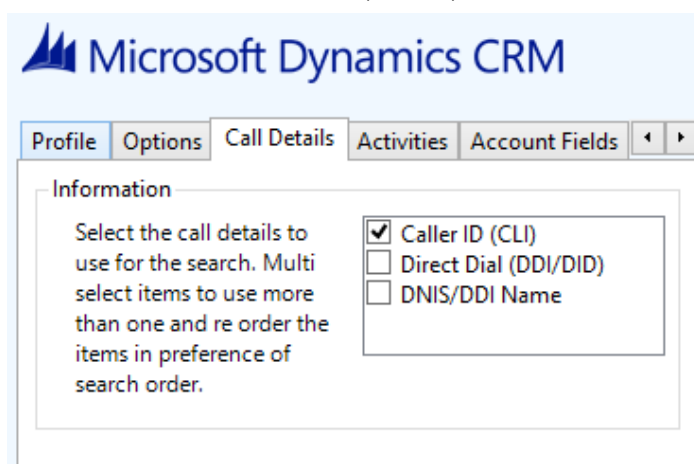 Microsoft Dynamics CRM
Profile Options Call Details Activities Account Fields
Information
Select the call details to
use for the search. Multi
select items to use more
than one and re order the
items in preference of
search order.
Caller ID (CLI)
Direct Dial (DDI/DID)
DNIS/DDI Name